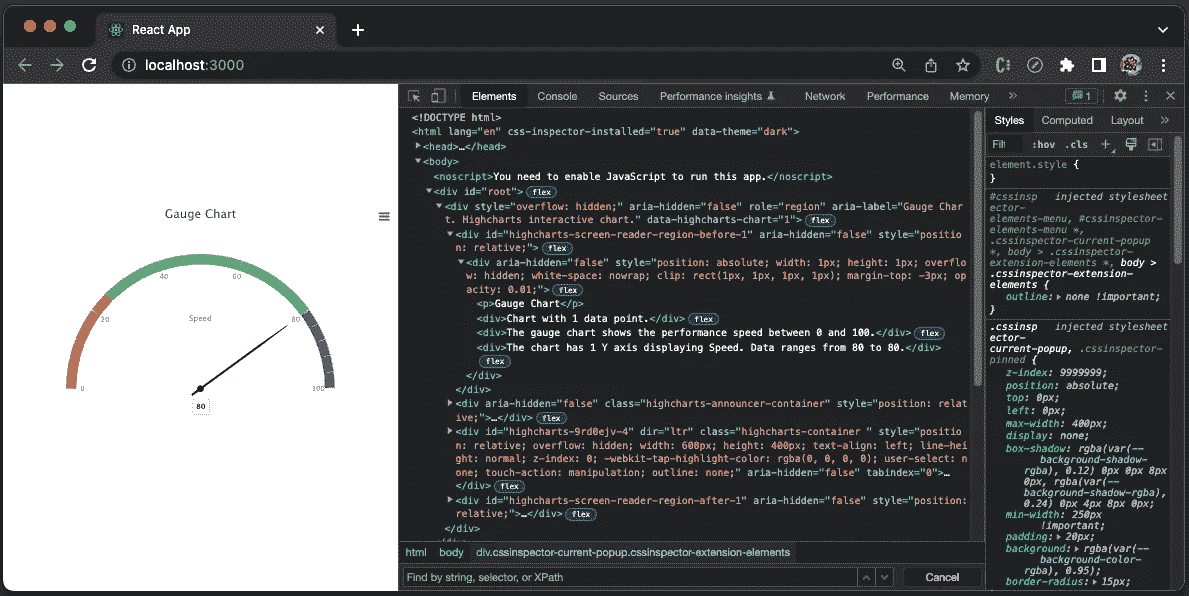 React App
localhost:3000
Elements
Console
Sources
Performance insights
Network
Performance
Memory
»
1
Gauge Chart
0
20
40
60
80
100
Speed
80
<!DOCTYPE html>
<html lang="en" css-inspector-installed="true" data-theme="dark">
<head>…</head>
<body>
<noscript>You need to enable JavaScript to run this app.</noscript>
<div id="root"> flex
<div style="overflow: hidden;" aria-hidden="false" role="region" aria-label="Gauge Char
t. Highcharts interactive chart." data-highcharts-chart="1"> flex
<div id="highcharts-screen-reader-region-before-1" aria-hidden="false" style="positio
n: relative;"> flex
<div aria-hidden="false" style="position: absolute; width: 1px; height: 1px; overflo
w: hidden; white-space: nowrap; clip: rect(1px, 1px, 1px, 1px); margin-top: -3px; op
acity: 0.01;"> flex
<p>Gauge Chart</p>
<div>Chart with 1 data point.</div> flex
<div>The gauge chart shows the performance speed between 0 and 100.</div> flex
<div>The chart has 1 Y axis displaying Speed. Data ranges from 80 to 80.</div>
flex
</div>
</div>
<div aria-hidden="false" class="highcharts-announcer-container" style="position: relat
ive;">…</div> flex
<div id="highcharts-9rd0ejv-4" dir="ltr" class="highcharts-container " style="positio
n: relative; overflow: hidden; width: 600px; height: 400px; text-align: left; line-hei
ght: normal; z-index: 0; -webkit-tap-highlight-color: rgba(0, 0, 0, 0); user-select: n
one; touch-action: manipulation; outline: none;" aria-hidden="false" tabindex="0">…
</div> flex
<div id="highcharts-screen-reader-region-after-1" aria-hidden="false" style="position:
relative;">…</div> flex
</div>
html body div.cssinspector-current-popup.cssinspector-extension-elements
Find by string, selector, or XPath
Cancel
Styles
Computed
Layout
»
:hov .cls +
element.style {
}
#cssinsp injected stylesheet
ector-
elements-menu, #cssinspector-
elements-menu *,
.cssinspector-current-popup
*, body > .cssinspector-
extension-elements *, body >
.cssinspector-extension-
elements {
outline: none !important;
}
.cssinsp injected stylesheet
ector-
current-popup, .cssinspector-
pinned {
z-index: 9999999;
position: absolute;
top: 0px;
left: 0px;
max-width: 400px;
display: none;
box-shadow: rgba(var(--
background-shadow-
rgba), 0.12) 0px 0px 8px
0px, rgba(var(--
background-shadow-rgba),
0.24) 0px 4px 8px 0px;
min-width: 250px
!important;
padding: 20px;
background: rgba(var(--
background-color-
rgba), 0.95);
border-radius: 15px;